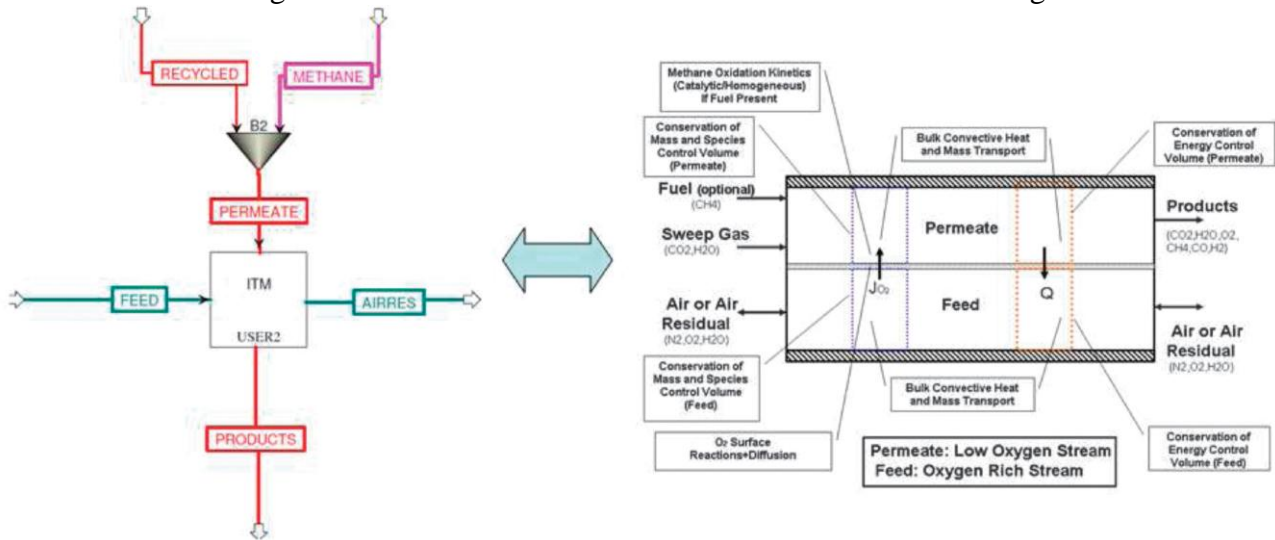 RECYCLED
METHANE
B2
PERMEATE
ITM
FEED
AIRRES
USER2
PRODUCTS
Methane Oxidation Kinetics
(Catalytic/Homogeneous)
If Fuel Present
Conservation of
Mass and Species
Control Volume
(Permeate)
Bulk Convective Heat
and Mass Transport
Conservation of
Energy Control
Volume (Permeate)
Fuel (optional)
(CH4)
Sweep Gas
(CO2,H2O)
Permeate
Products
(CO2,H2O,O2,
CH4,CO,H2)
JO2
Feed
Q
Air or Air
Residual
(N2,O2,H2O)
Air or Air
Residual
(N2,O2,H2O)
Conservation of
Mass and Species
Control Volume
(Feed)
Bulk Convective Heat
and Mass Transport
O2 Surface
Reactions+Diffusion
Permeate: Low Oxygen Stream
Feed: Oxygen Rich Stream
Conservation of
Energy Control
Volume (Feed)